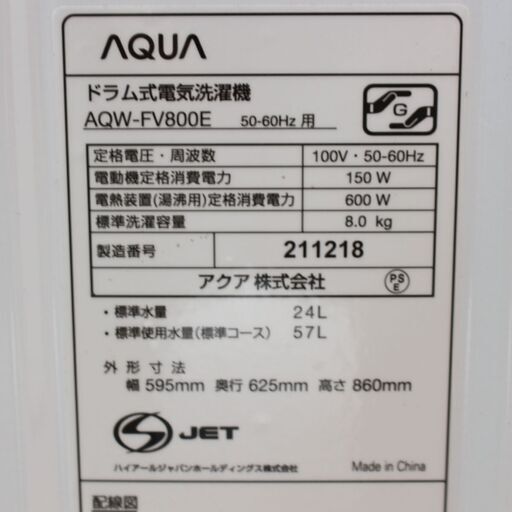 AQUA
ドラム式電気洗濯機
AQW-FV800E 50-60Hz 用
G
定格電圧・周波数 100V・50-60Hz
電動機定格消費電力 150 W
電熱装置(湯沸用)定格消費電力 600 W
標準洗濯容量 8.0 kg
製造番号 211218
アクア 株式会社 PSE
・標準水量 24L
・標準使用水量(標準コース) 57L
外形寸法
幅 595mm 奥行 625mm 高さ 860mm
JET
ハイアールジャパンホールディングス株式会社 Made in China
配線図